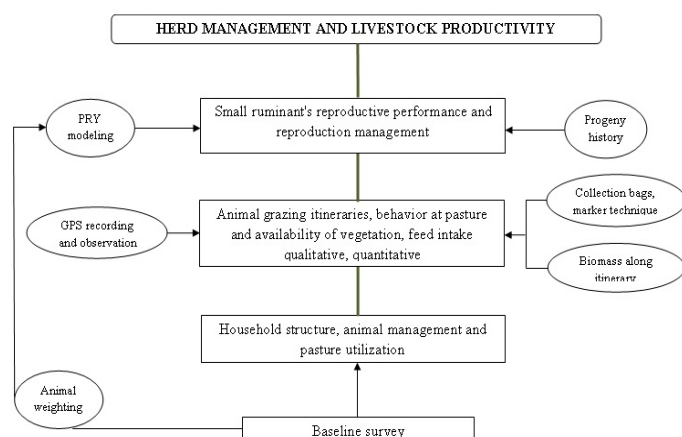 HERD MANAGEMENT AND LIVESTOCK PRODUCTIVITY
PRY
modeling
Small ruminant's reproductive performance and
reproduction management
Progeny
history
GPS recording
and observation
Animal grazing itineraries, behavior at pasture
and availability of vegetation, feed intake
qualitative, quantitative
Collection bags,
marker technique
Biomass along
itinerary
Household structure, animal management and
pasture utilization
Animal
weighting
Baseline survey